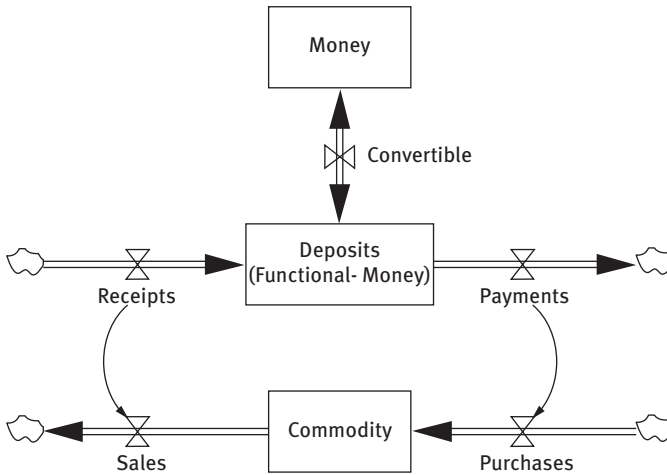 Money
Convertible
Deposits
(Functional- Money)
Receipts
Payments
Commodity
Sales
Purchases